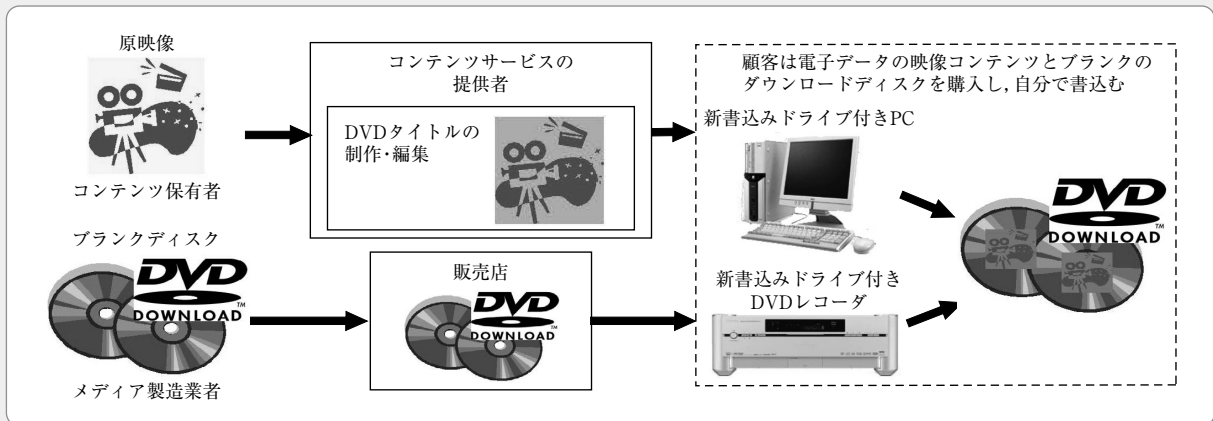 原映像
コンテンツ保有者
コンテンツサービスの
提供者
DVDタイトルの
制作・編集
顧客は電子データの映像コンテンツとブランクの
ダウンロードディスクを購入し,自分で書込む
新書込みドライブ付きPC
ブランクディスク
DVD
DOWNLOAD™
メディア製造業者
販売店
DVD
DOWNLOAD™
新書込みドライブ付き
DVDレコーダ
DVD
DOWNLOAD™